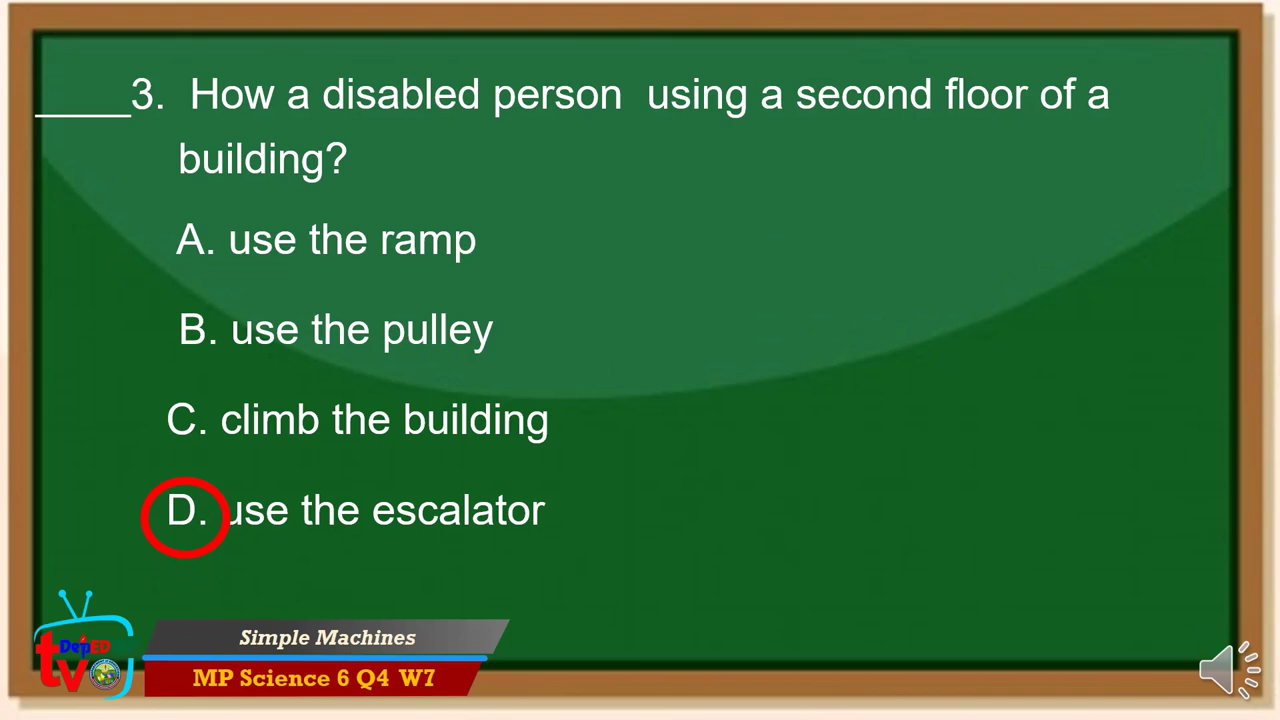 ____3. How a disabled person using a second floor of a
building?
A. use the ramp
B. use the pulley
C. climb the building
D. use the escalator
DepED
tv
Simple Machines
MP Science 6 Q4 W7